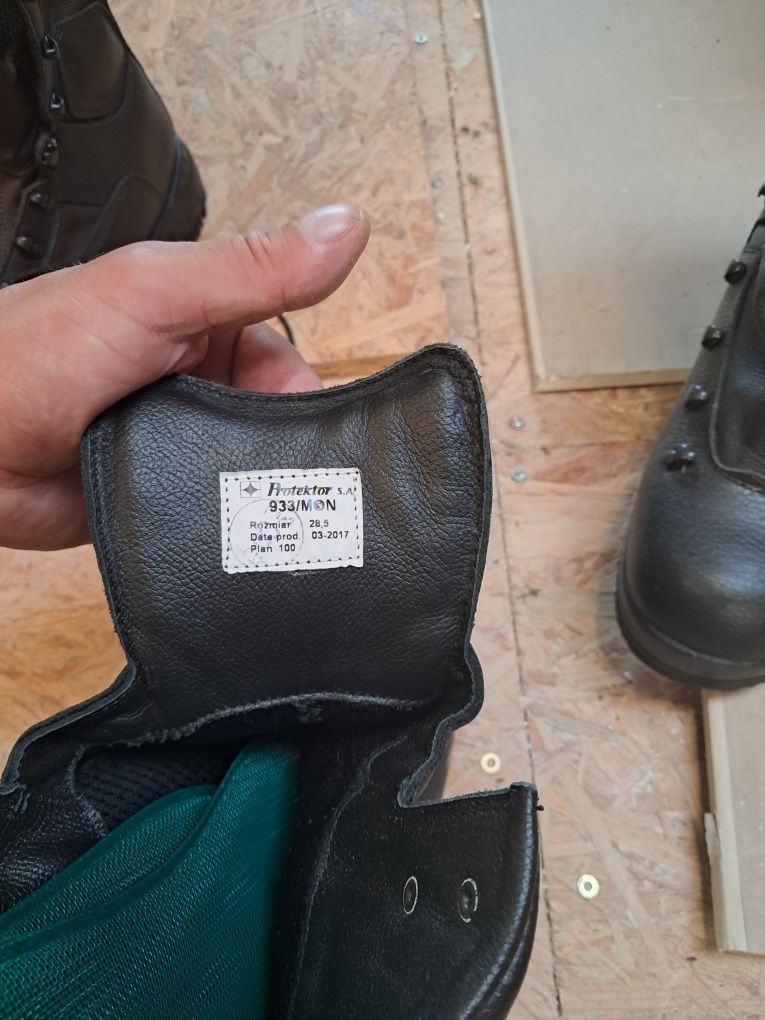 Protektor S.A.
933/MON
Rozmiar 28,5
Data prod. 03-2017
Plan 100